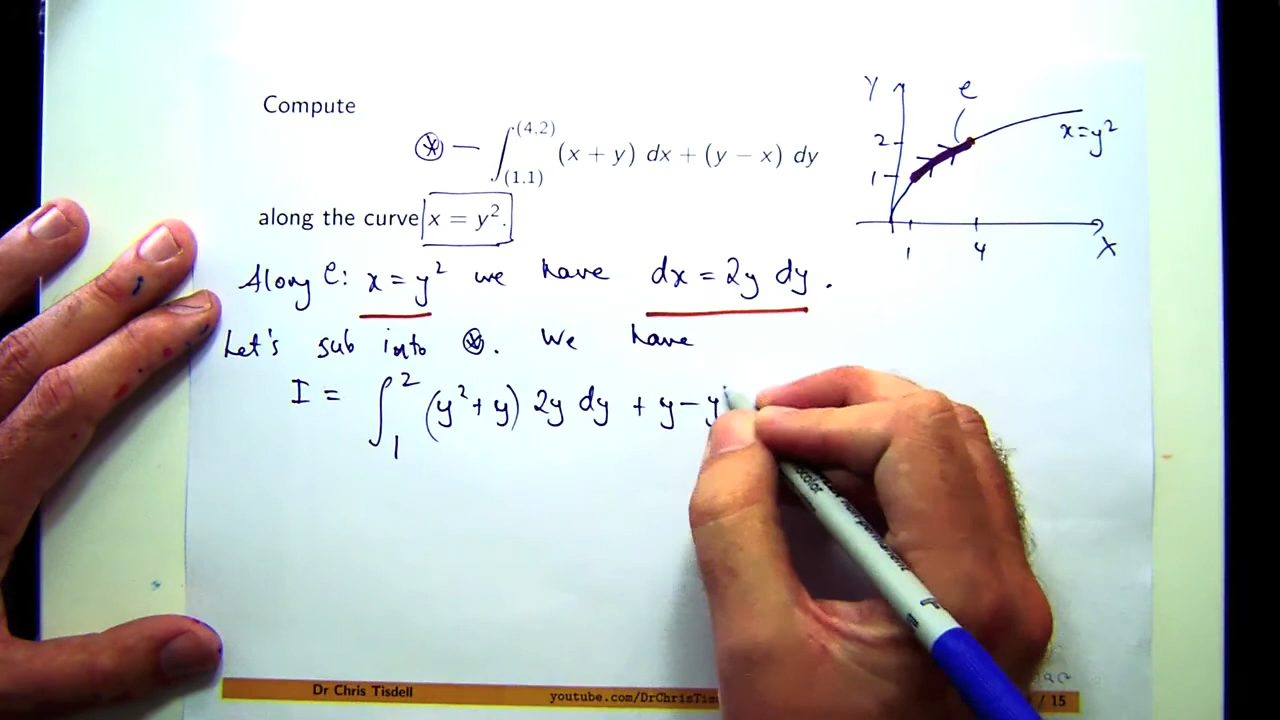 Compute
⊛ — ∫_(1,1)^(4,2) (x + y) dx + (y − x) dy
along the curve x = y².
Along C: x = y² we have dx = 2y dy.
Let's sub into ⊛. We have
I = ∫_1^2 (y² + y) 2y dy + y − y
Y
C
x=y²
2
1
1
4
X
Dr Chris Tisdell
youtube.com/DrChrisTis
/ 15